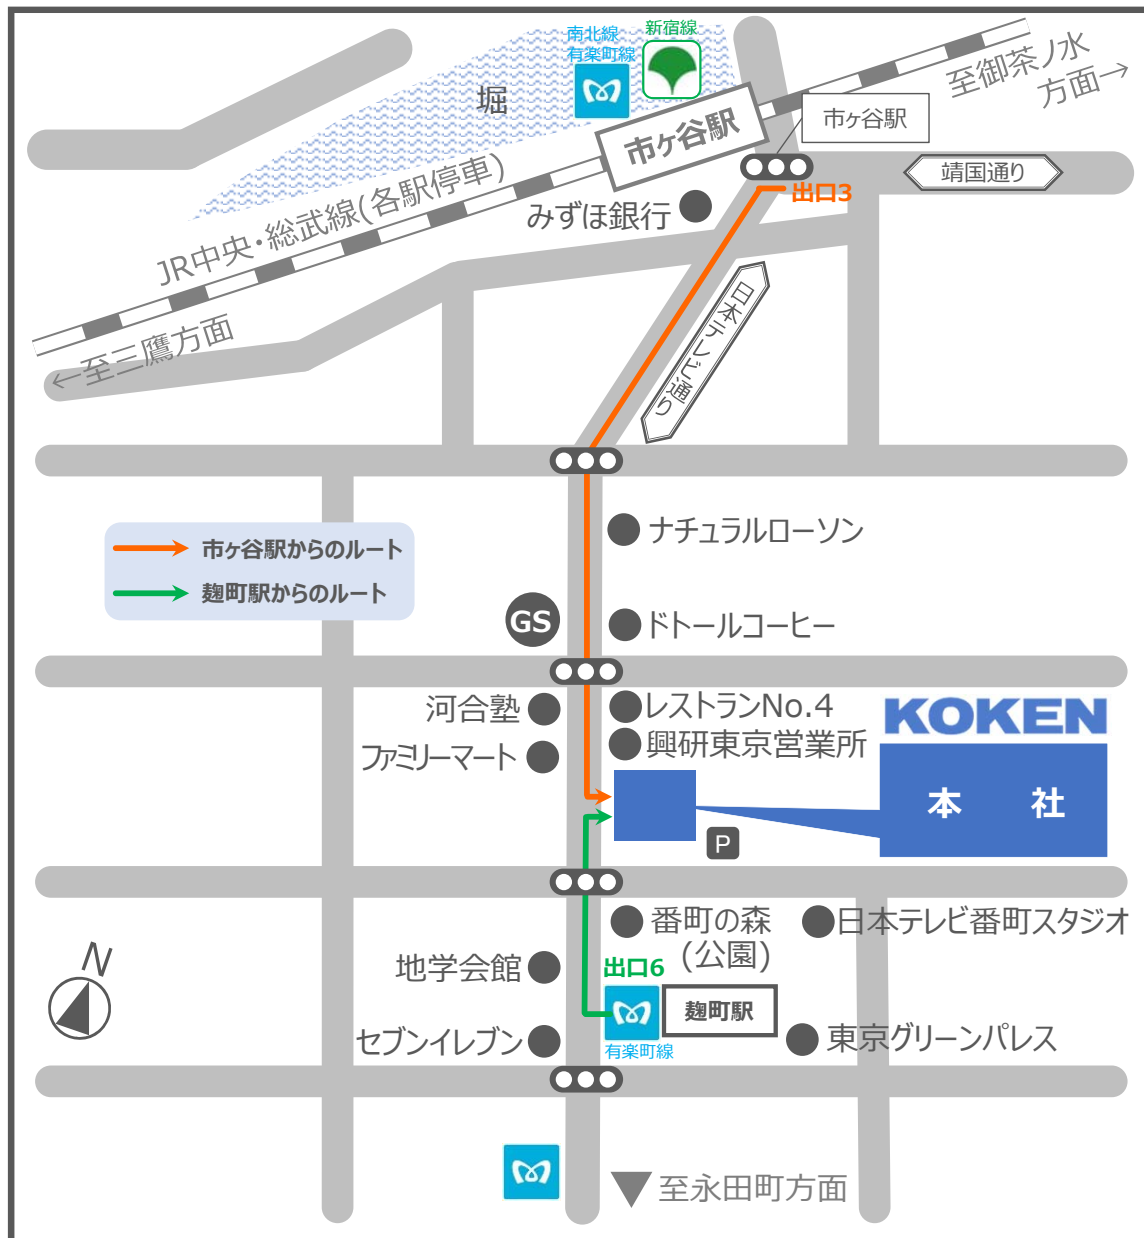 南北線
有楽町線
新宿線
堀
市ヶ谷駅
市ヶ谷駅
至御茶ノ水
方面→
靖国通り
出口3
みずほ銀行
JR中央・総武線(各駅停車)
←至三鷹方面
日本テレビ通り
市ヶ谷駅からのルート
麹町駅からのルート
ナチュラルローソン
GS
ドトールコーヒー
河合塾
レストランNo.4
KOKEN
ファミリーマート
興研東京営業所
本 社
P
番町の森
(公園)
日本テレビ番町スタジオ
N
地学会館
出口6
麹町駅
有楽町線
セブンイレブン
東京グリーンパレス
至永田町方面